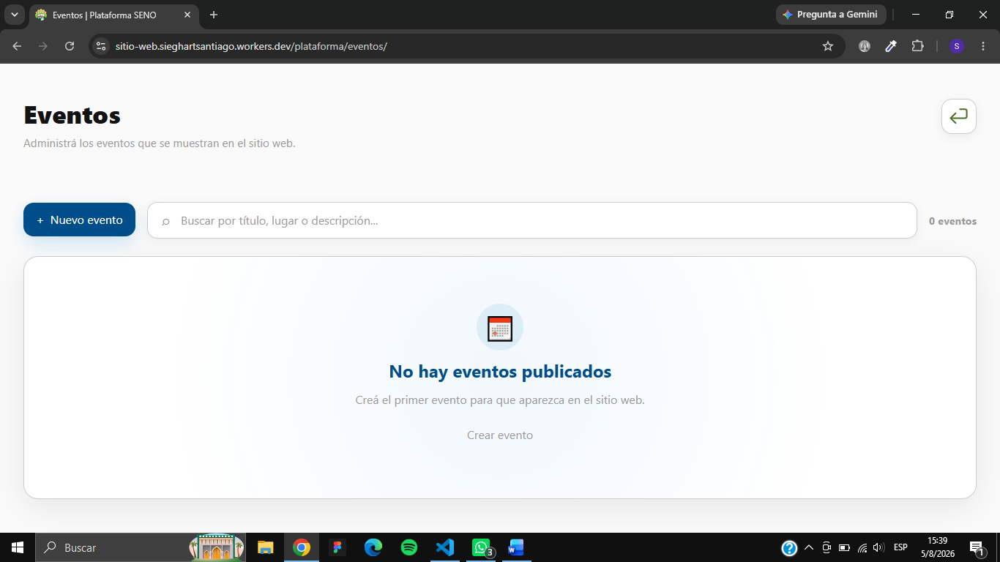 Eventos | Plataforma SENO
Pregunta a Gemini
sitio-web.sieghartsantiago.workers.dev/plataforma/eventos/
S
Eventos
Administrá los eventos que se muestran en el sitio web.
+ Nuevo evento
Buscar por título, lugar o descripción...
0 eventos
No hay eventos publicados
Creá el primer evento para que aparezca en el sitio web.
Crear evento
Buscar
3
W
ESP
15:39
5/8/2026
1